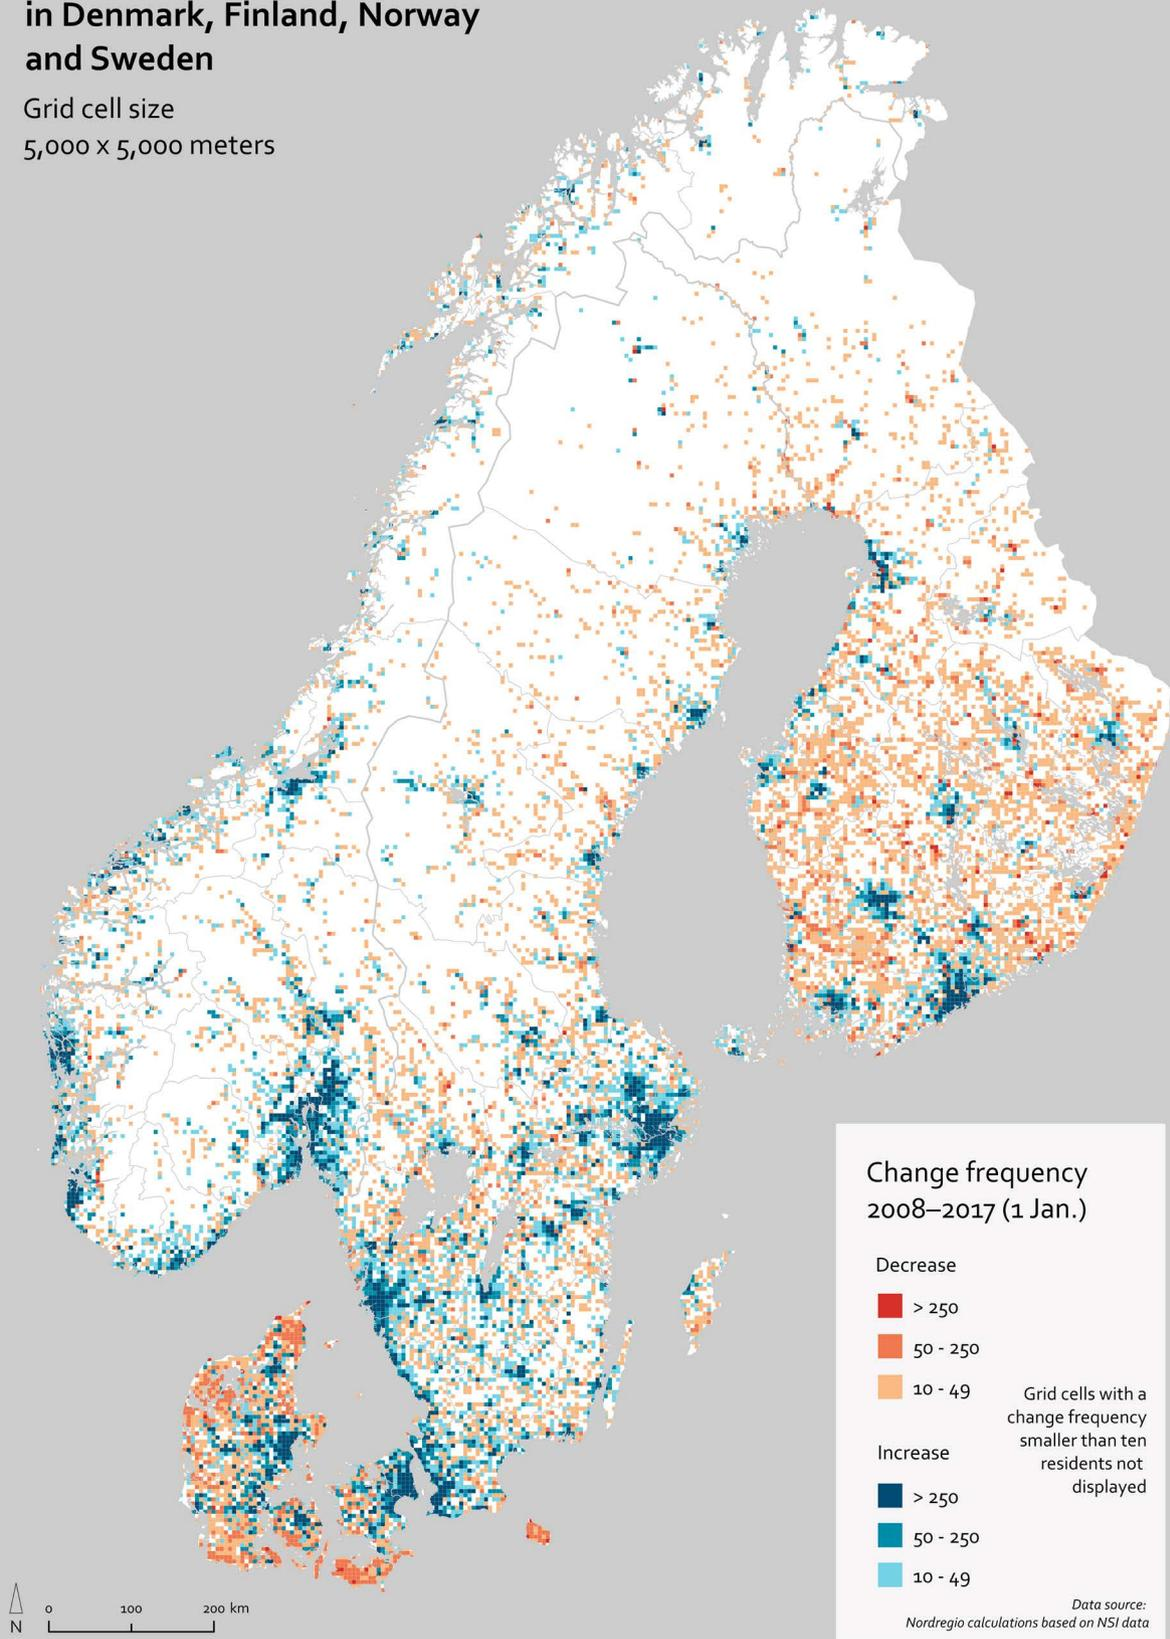 in Denmark, Finland, Norway
and Sweden
Grid cell size
5,000 x 5,000 meters
Change frequency
2008–2017 (1 Jan.)
Decrease
> 250
50 - 250
10 - 49
Grid cells with a
change frequency
smaller than ten
residents not
displayed
Increase
> 250
50 - 250
10 - 49
Data source:
Nordregio calculations based on NSI data
N
0 100 200 km